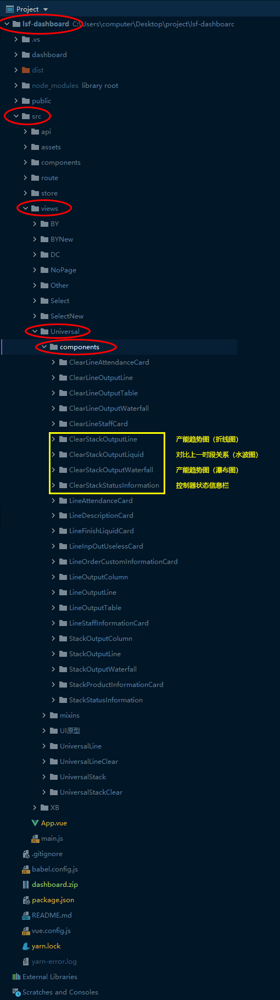 Project
lsf-dashboard C:\Users\computer\Desktop\project\lsf-dashboard
.vs
dashboard
dist
node_modules library root
public
src
api
assets
components
route
store
views
BY
BYNew
DC
NoPage
Other
Select
SelectNew
Universal
components
ClearLineAttendanceCard
ClearLineOutputLine
ClearLineOutputTable
ClearLineOutputWaterfall
ClearLineStaffCard
ClearStackOutputLine 产能趋势图（折线图）
ClearStackOutputLiquid 对比上一时段关系（水波图）
ClearStackOutputWaterfall 产能趋势图（瀑布图）
ClearStackStatusInformation 控制器状态信息栏
LineAttendanceCard
LineDescriptionCard
LineFinishLiquidCard
LineInpOutUselessCard
LineOrderCustomInformationCard
LineOutputColumn
LineOutputLine
LineOutputTable
LineStaffInformationCard
StackOutputColumn
StackOutputLine
StackOutputWaterfall
StackProductInformationCard
StackStatusInformation
mixins
UI原型
UniversalLine
UniversalLineClear
UniversalStack
UniversalStackClear
XB
App.vue
main.js
.gitignore
babel.config.js
dashboard.zip
package.json
README.md
vue.config.js
yarn.lock
yarn-error.log
External Libraries
Scratches and Consoles